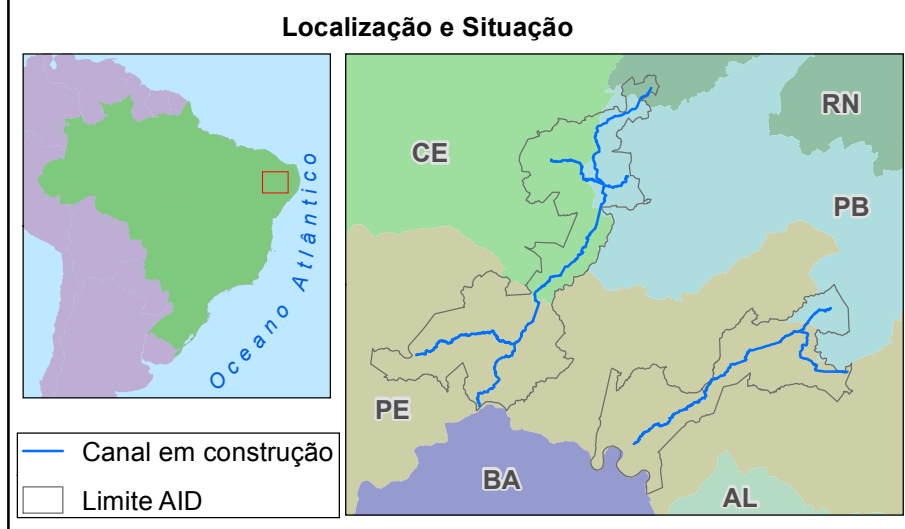 Localização e Situação
Oceano Atlântico
CE
RN
PB
PE
BA
AL
Canal em construção
Limite AID